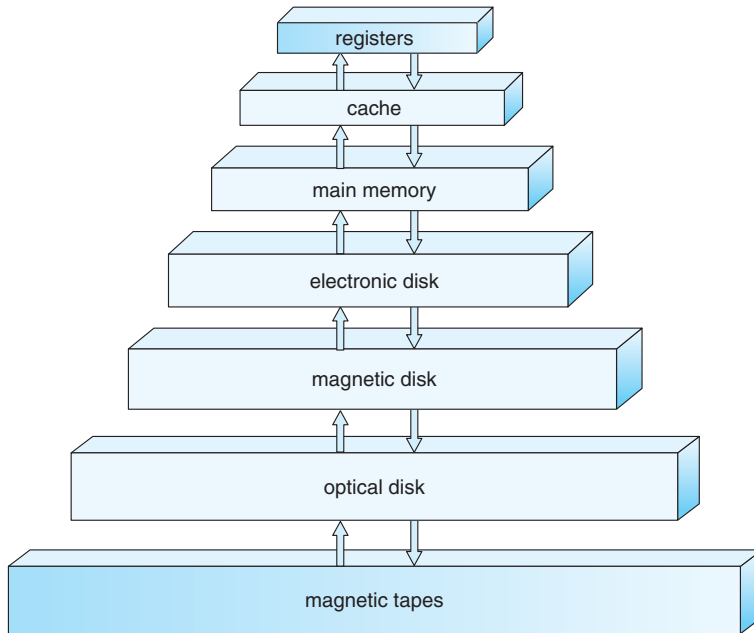 registers
cache
main memory
electronic disk
magnetic disk
optical disk
magnetic tapes